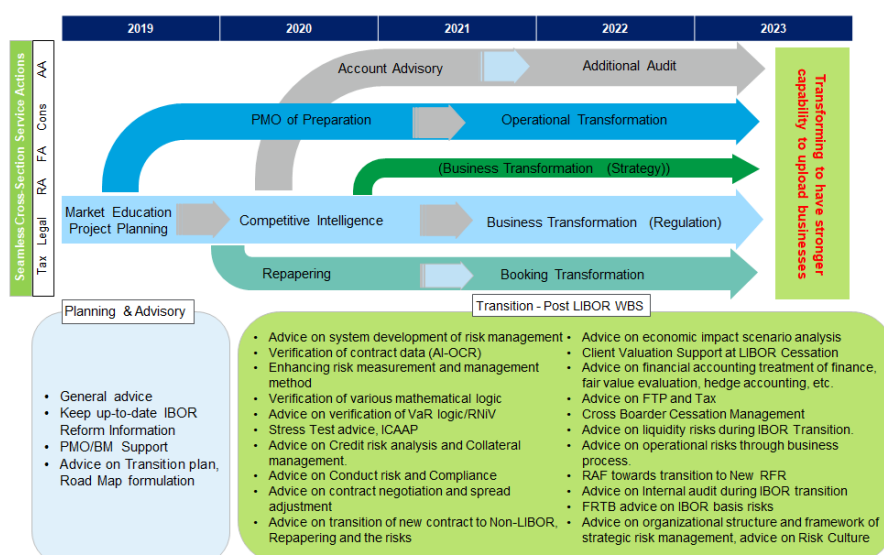 2019 2020 2021 2022 2023
Seamless Cross-Section Service Actions
AA
Cons
FA
RA
Legal
Tax
Account Advisory
Additional Audit
PMO of Preparation
Operational Transformation
(Business Transformation (Strategy))
Market Education
Project Planning
Competitive Intelligence
Business Transformation (Regulation)
Repapering
Booking Transformation
Transforming to have stronger
capability to upload businesses
Planning & Advisory
• General advice
• Keep up-to-date IBOR
Reform Information
• PMO/BM Support
• Advice on Transition plan,
Road Map formulation
Transition - Post LIBOR WBS
• Advice on system development of risk management
• Verification of contract data (AI-OCR)
• Enhancing risk measurement and management
method
• Verification of various mathematical logic
• Advice on verification of VaR logic/RNiV
• Stress Test advice, ICAAP
• Advice on Credit risk analysis and Collateral
management.
• Advice on Conduct risk and Compliance
• Advice on contract negotiation and spread
adjustment
• Advice on transition of new contract to Non-LIBOR,
Repapering and the risks
• Advice on economic impact scenario analysis
• Client Valuation Support at LIBOR Cessation
• Advice on financial accounting treatment of finance,
fair value evaluation, hedge accounting, etc.
• Advice on FTP and Tax
• Cross Boarder Cessation Management
• Advice on liquidity risks during IBOR Transition.
• Advice on operational risks through business
process.
• RAF towards transition to New RFR
• Advice on Internal audit during IBOR transition
• FRTB advice on IBOR basis risks
• Advice on organizational structure and framework of
strategic risk management, advice on Risk Culture